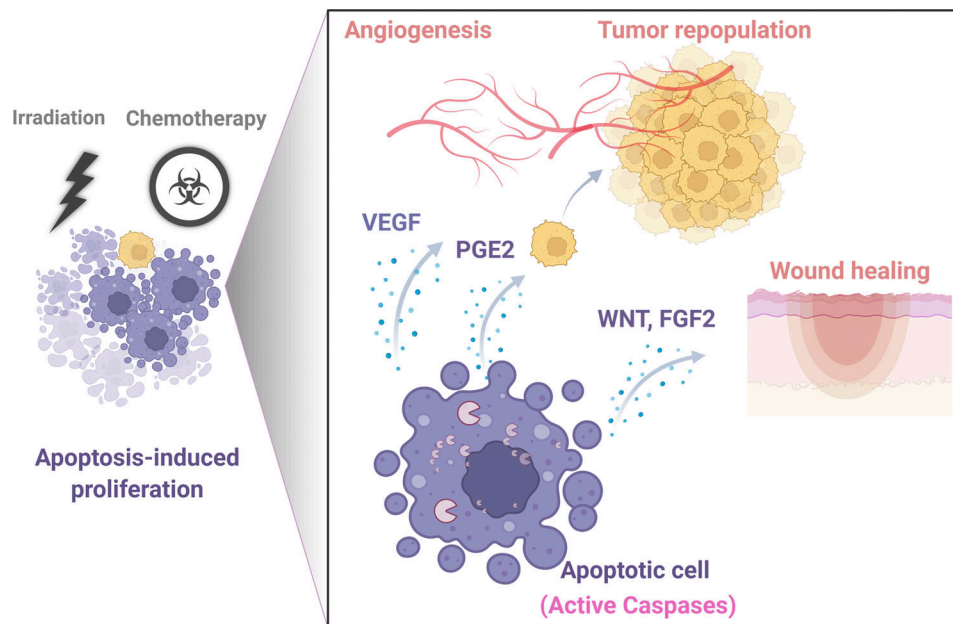 Irradiation
Chemotherapy
Apoptosis-induced
proliferation
Angiogenesis
Tumor repopulation
VEGF
PGE2
WNT, FGF2
Wound healing
Apoptotic cell
(Active Caspases)